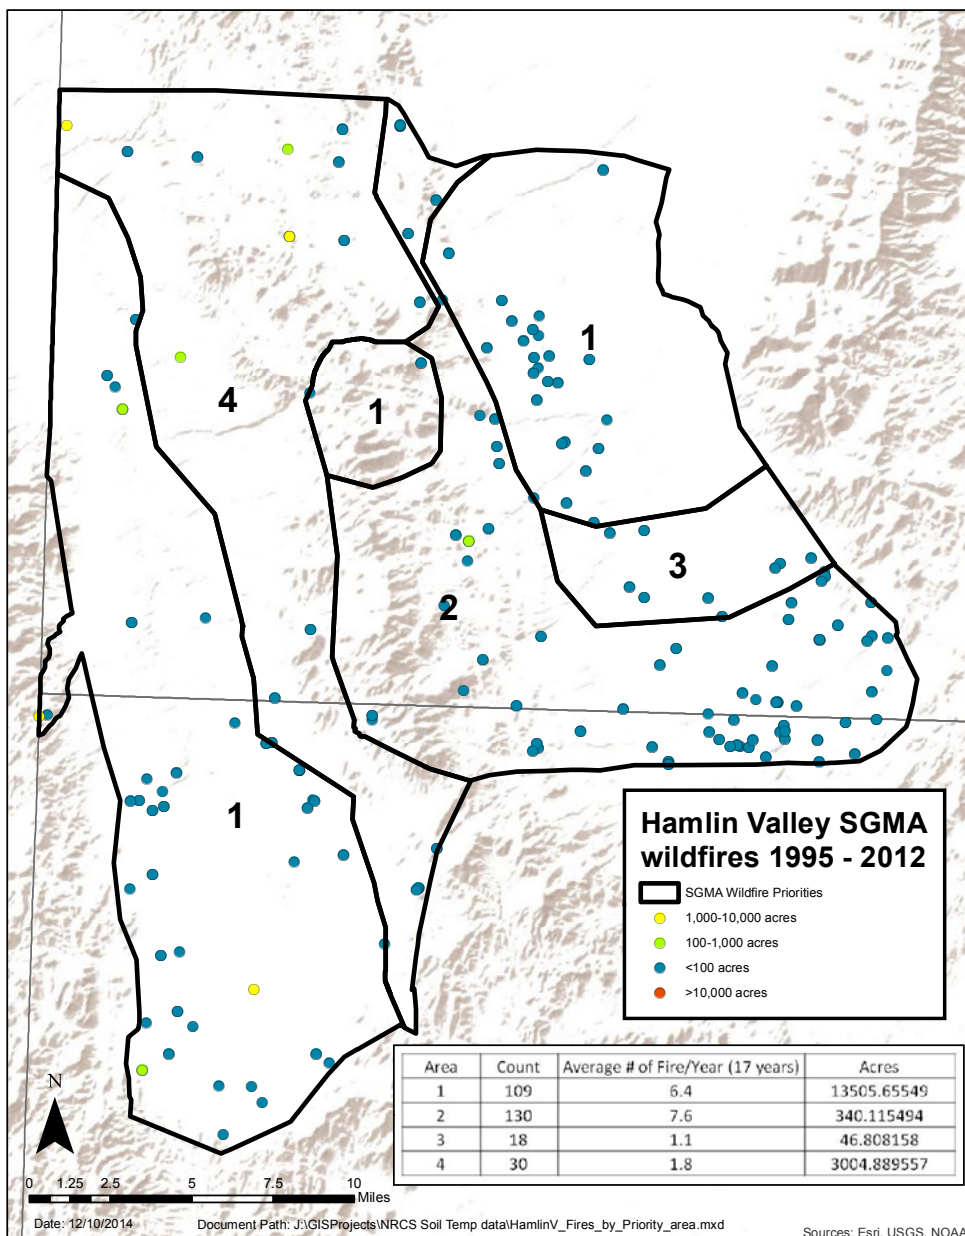 1
4
1
3
2
1
Hamlin Valley SGMA
wildfires 1995 - 2012
SGMA Wildfire Priorities
1,000-10,000 acres
100-1,000 acres
<100 acres
>10,000 acres
N
Area Count Average # of Fire/Year (17 years) Acres
1 109 6.4 13505.65549
2 130 7.6 340.115494
3 18 1.1 46.808158
4 30 1.8 3004.889557
0 1.25 2.5 5 7.5 10
Miles
Date: 12/10/2014 Document Path: J:\GISProjects\NRCS Soil Temp data\HamlinV_Fires_by_Priority_area.mxd
Sources: Esri, USGS, NOAA